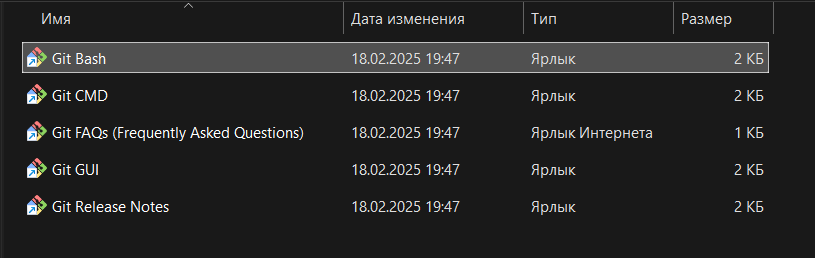 Имя Дата изменения Тип Размер
Git Bash 18.02.2025 19:47 Ярлык 2 КБ
Git CMD 18.02.2025 19:47 Ярлык 2 КБ
Git FAQs (Frequently Asked Questions) 18.02.2025 19:47 Ярлык Интернета 1 КБ
Git GUI 18.02.2025 19:47 Ярлык 2 КБ
Git Release Notes 18.02.2025 19:47 Ярлык 2 КБ